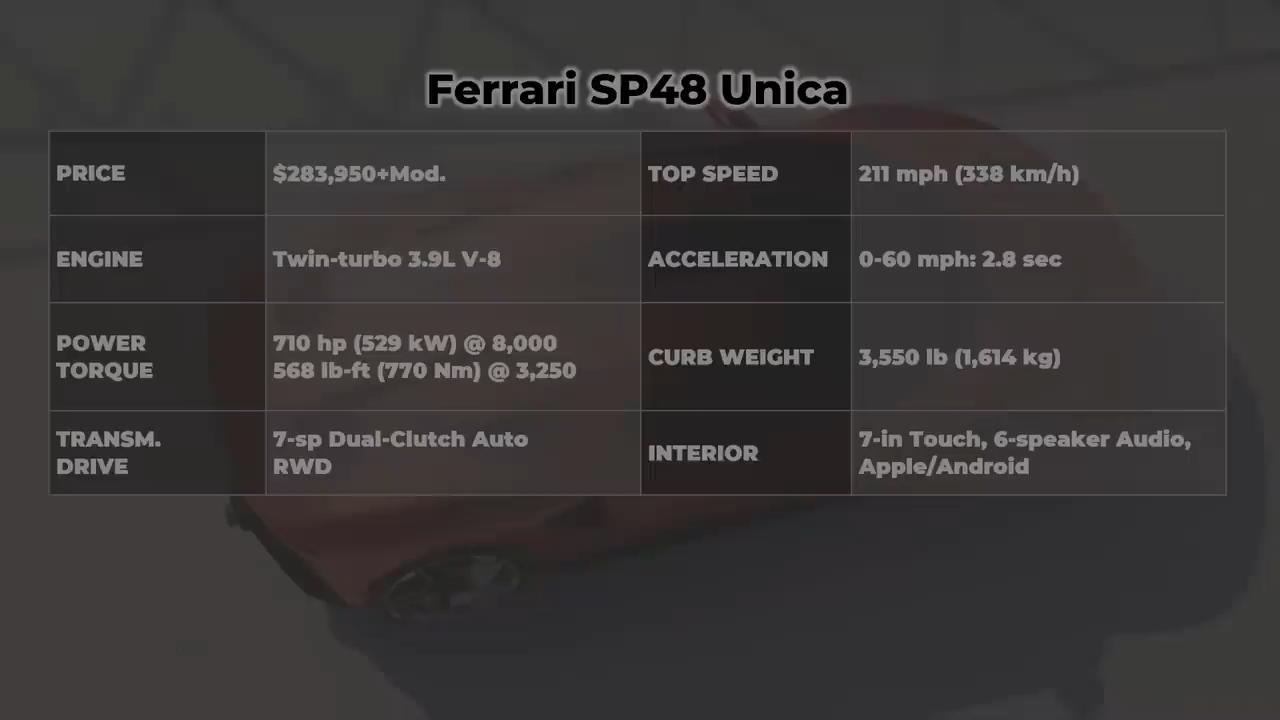 Ferrari SP48 Unica
PRICE
$283,950+Mod.
TOP SPEED
211 mph (338 km/h)
ENGINE
Twin-turbo 3.9L V-8
ACCELERATION
0-60 mph: 2.8 sec
POWER
TORQUE
710 hp (529 kW) @ 8,000
568 lb-ft (770 Nm) @ 3,250
CURB WEIGHT
3,550 lb (1,614 kg)
TRANSM.
DRIVE
7-sp Dual-Clutch Auto
RWD
INTERIOR
7-in Touch, 6-speaker Audio,
Apple/Android